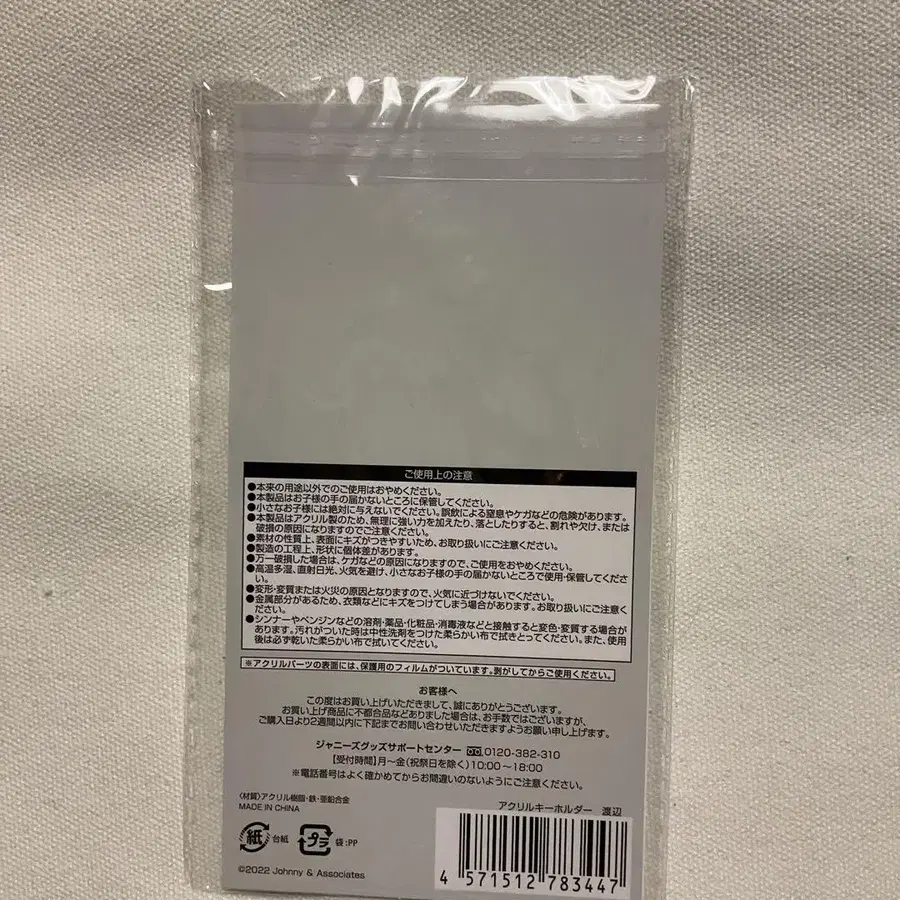 ご使用上の注意
●本来の用途以外でのご使用はおやめください。
●本製品はお子様の手の届かないところに保管してください。
●小さなお子様には絶対に与えないでください。誤飲による窒息やケガなどの危険があります。
●本製品はアクリル製のため、無理に強い力を加えたり、落としたりすると、割れや欠け、または
破損の原因になりますのでご注意ください。
●素材の性質上、表面にキズがつきやすいため、お取り扱いにご注意ください。
●製造の工程上、形状に個体差があります。
●万一破損した場合は、ケガなどの原因になりますので、ご使用をおやめください。
●高温多湿、直射日光、火気を避け、小さなお子様の手の届かないところで使用・保管してくださ
い。
●変形・変質または火災の原因となりますので、火気に近づけないでください。
●金属部分があるため、衣類などにキズをつけてしまう場合があります。お取り扱いにご注意く
ださい。
●シンナーやベンジンなどの溶剤・薬品・化粧品・消毒液などと接触すると変色・変質する場合が
あります。汚れがついた時は中性洗剤をつけた柔らかい布で拭きとってください。また、使用
後は必ず乾いた柔らかい布で拭いてください。
※アクリルパーツの表面には、保護用のフィルムがついています。剥がしてからご使用ください。
お客様へ
この度はお買い上げいただきまして、誠にありがとうございます。
お買い上げ商品に不都合品などありました場合は、お手数ではございますが、
ご購入日より2週間以内に下記までお問い合わせいただきますようお願い申し上げます。
ジャニーズグッズサポートセンター 0120-382-310
【受付時間】月～金(祝祭日を除く)10:00～18:00
※電話番号はよく確かめてからお間違いのないようにご注意ください。
〈材質〉アクリル樹脂・鉄・亜鉛合金
MADE IN CHINA
アクリルキーホルダー 渡辺
紙 台紙 プラ 袋:PP
©2022 Johnny & Associates
4 571512 783447